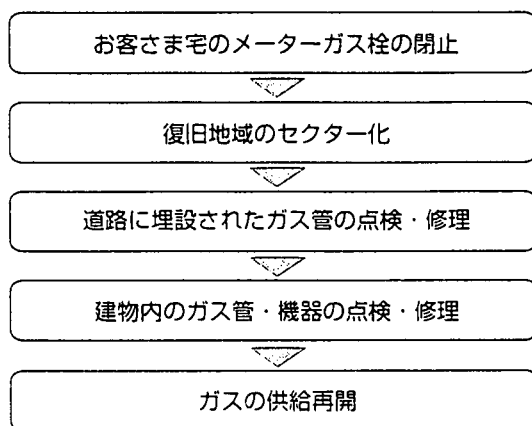 お客さま宅のメーターガス栓の閉止
復旧地域のセクター化
道路に埋設されたガス管の点検・修理
建物内のガス管・機器の点検・修理
ガスの供給再開